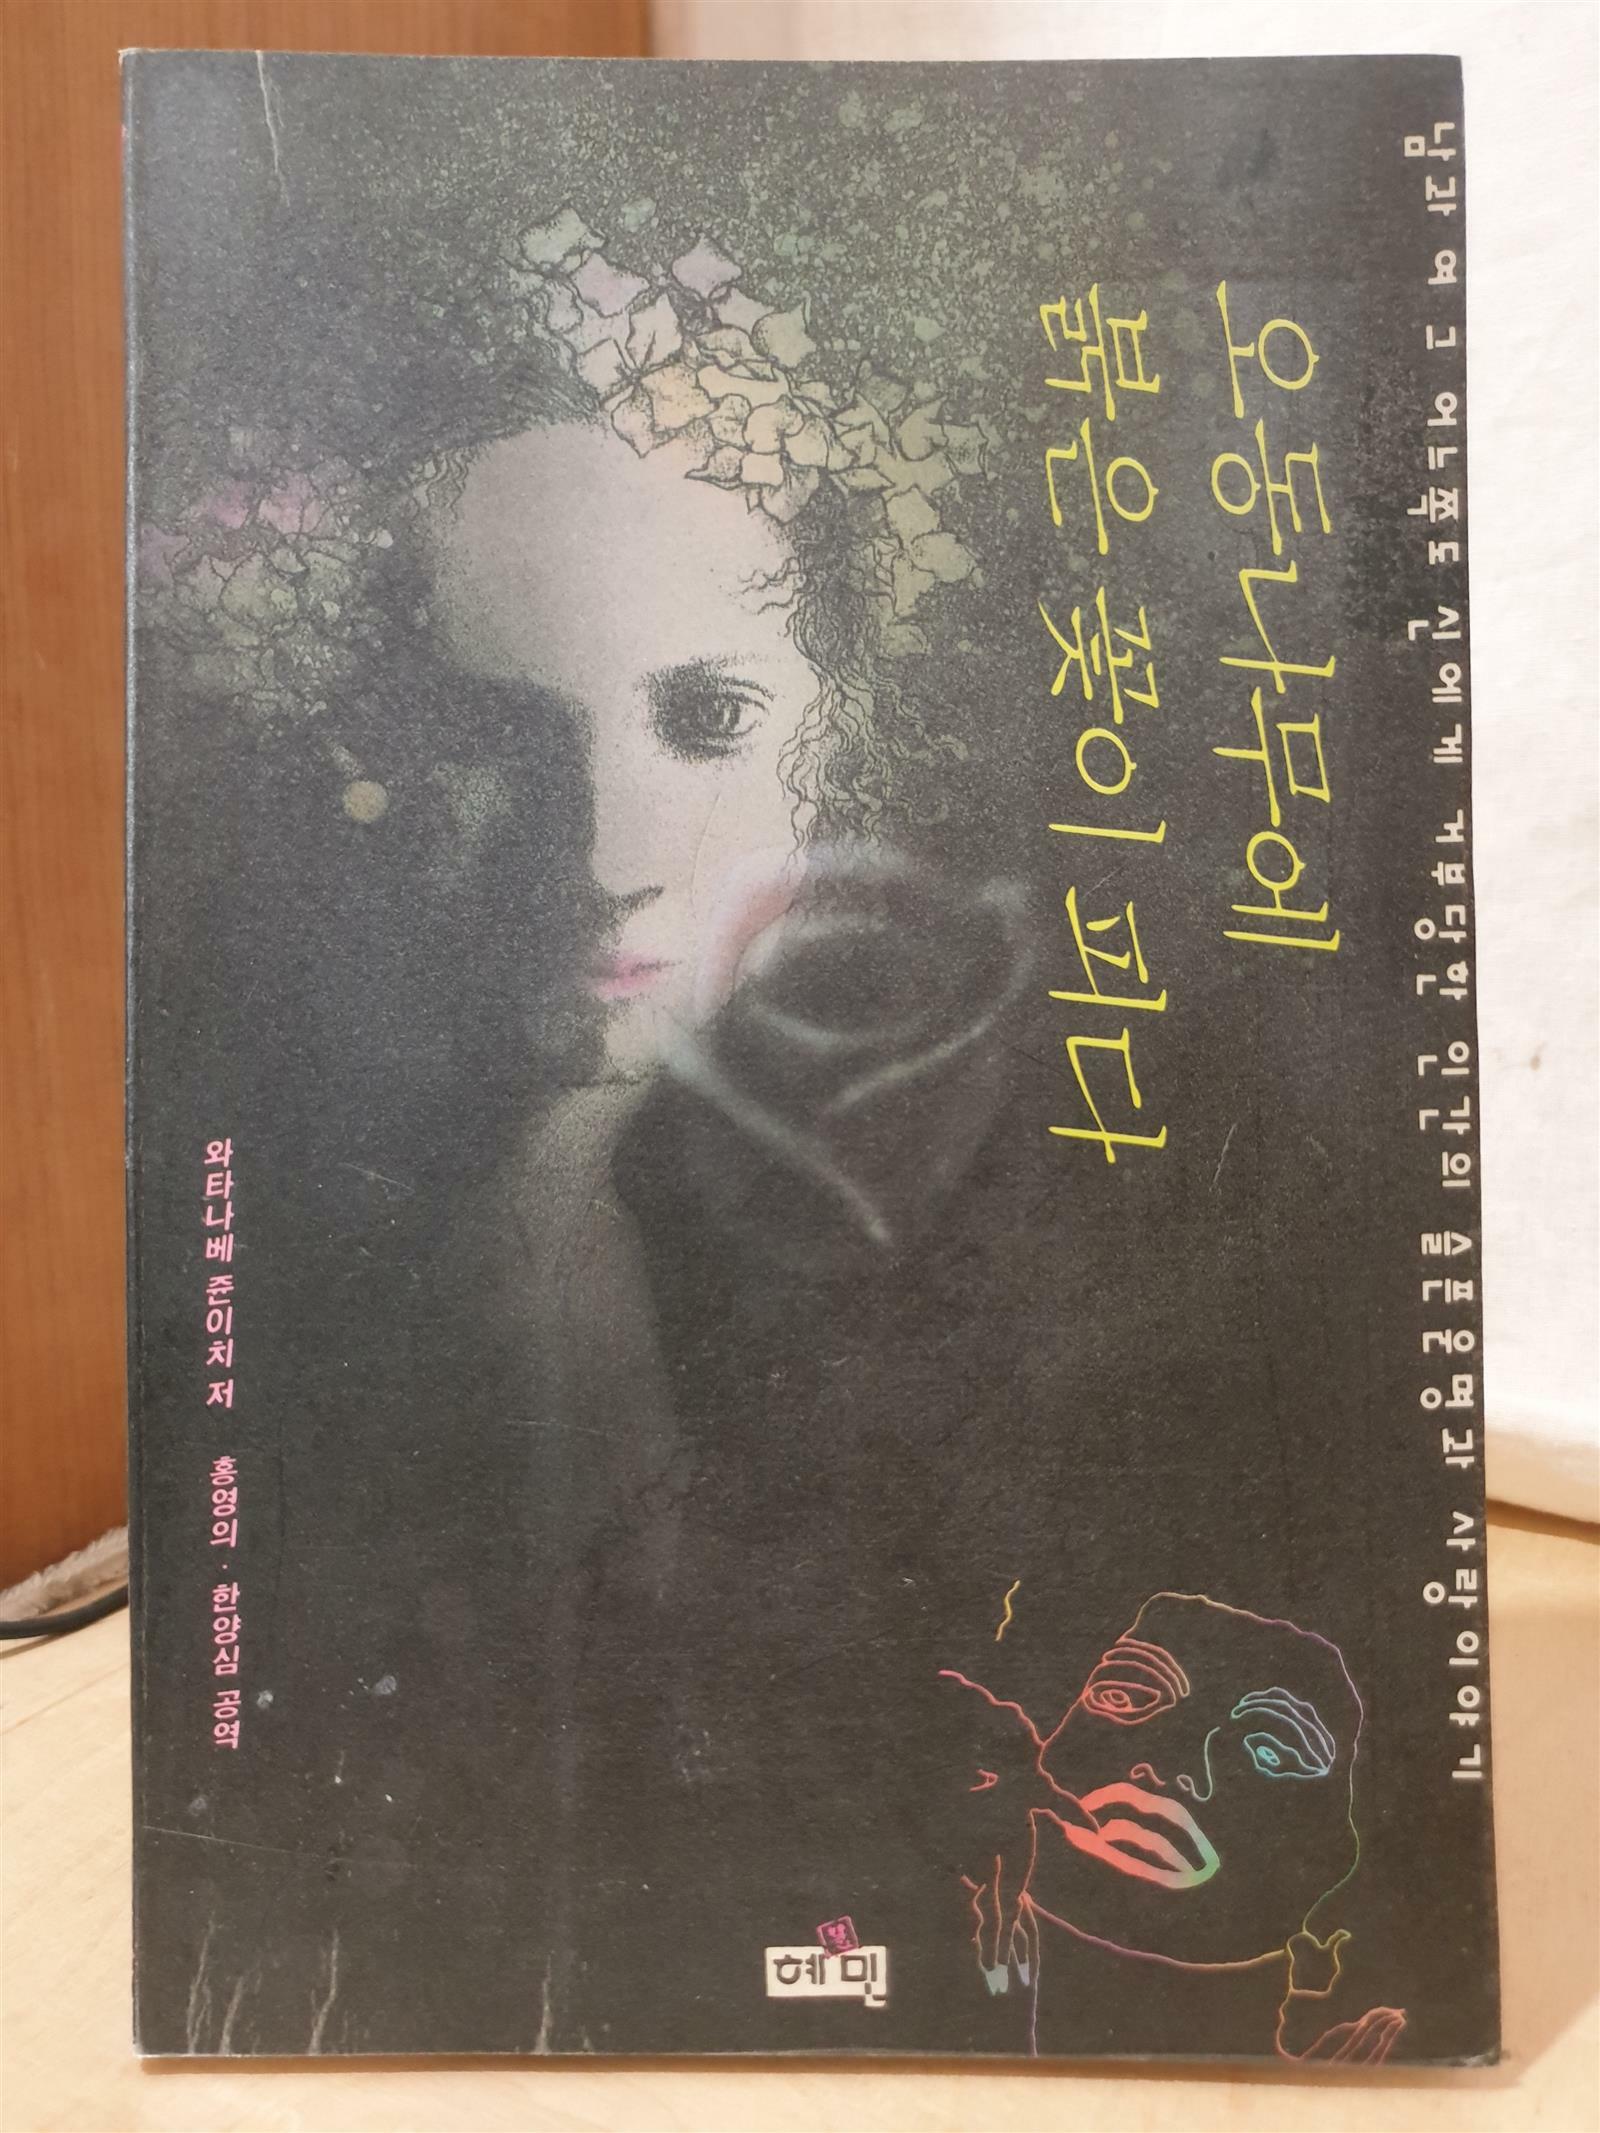 남과 여 그 어느쪽도 신에게 거부당한 인간의 슬픈 운명과 사랑이야기
오동나무에
붉은 꽃이 피다
와타나베 쥰이치 저 홍영의 · 한양심 공역
혜민